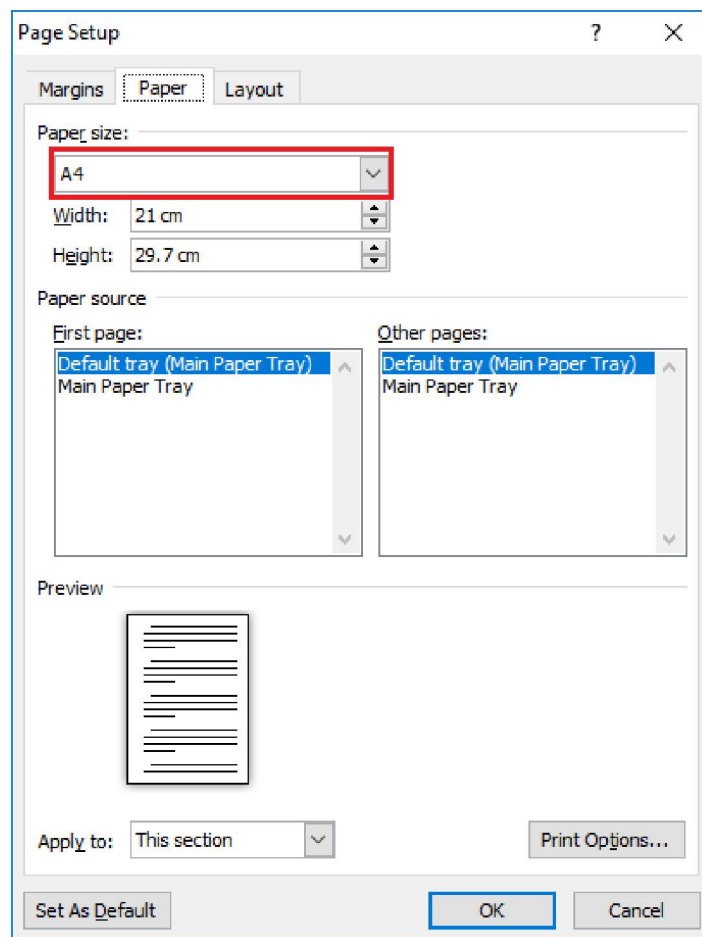 Page Setup ?
Margins Paper Layout
Paper size:
A4
Width: 21 cm
Height: 29.7 cm
Paper source
First page: Other pages:
Default tray (Main Paper Tray) Default tray (Main Paper Tray)
Main Paper Tray Main Paper Tray
Preview
Apply to: This section Print Options...
Set As Default OK Cancel